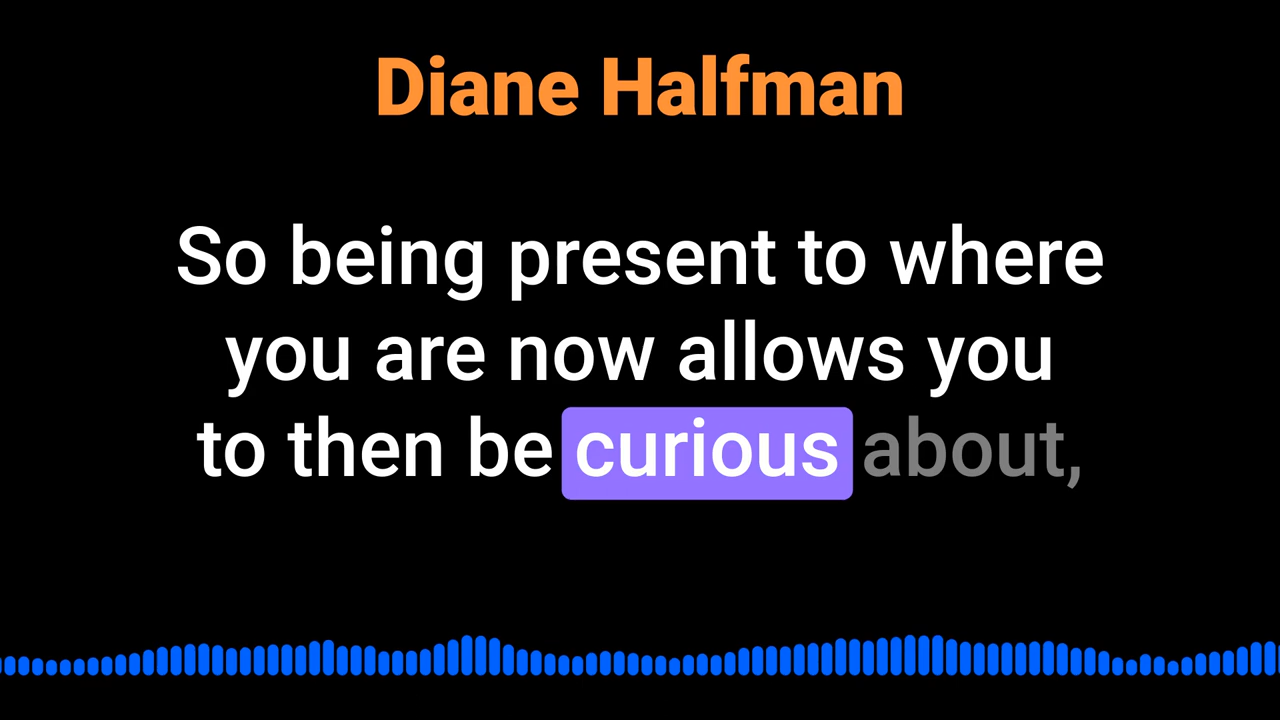 Diane Halfman
So being present to where
you are now allows you
to then be curious about,